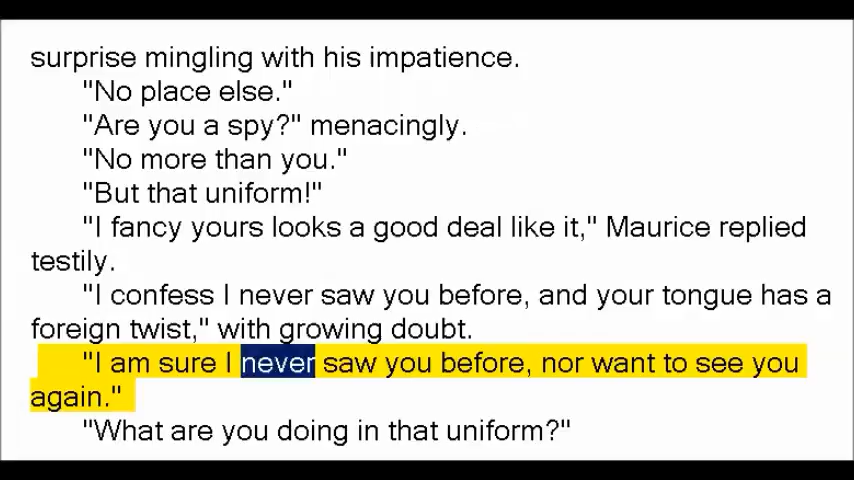 surprise mingling with his impatience.
"No place else."
"Are you a spy?" menacingly.
"No more than you."
"But that uniform!"
"I fancy yours looks a good deal like it," Maurice replied
testily.
"I confess I never saw you before, and your tongue has a
foreign twist," with growing doubt.
"I am sure I never saw you before, nor want to see you
again."
"What are you doing in that uniform?"